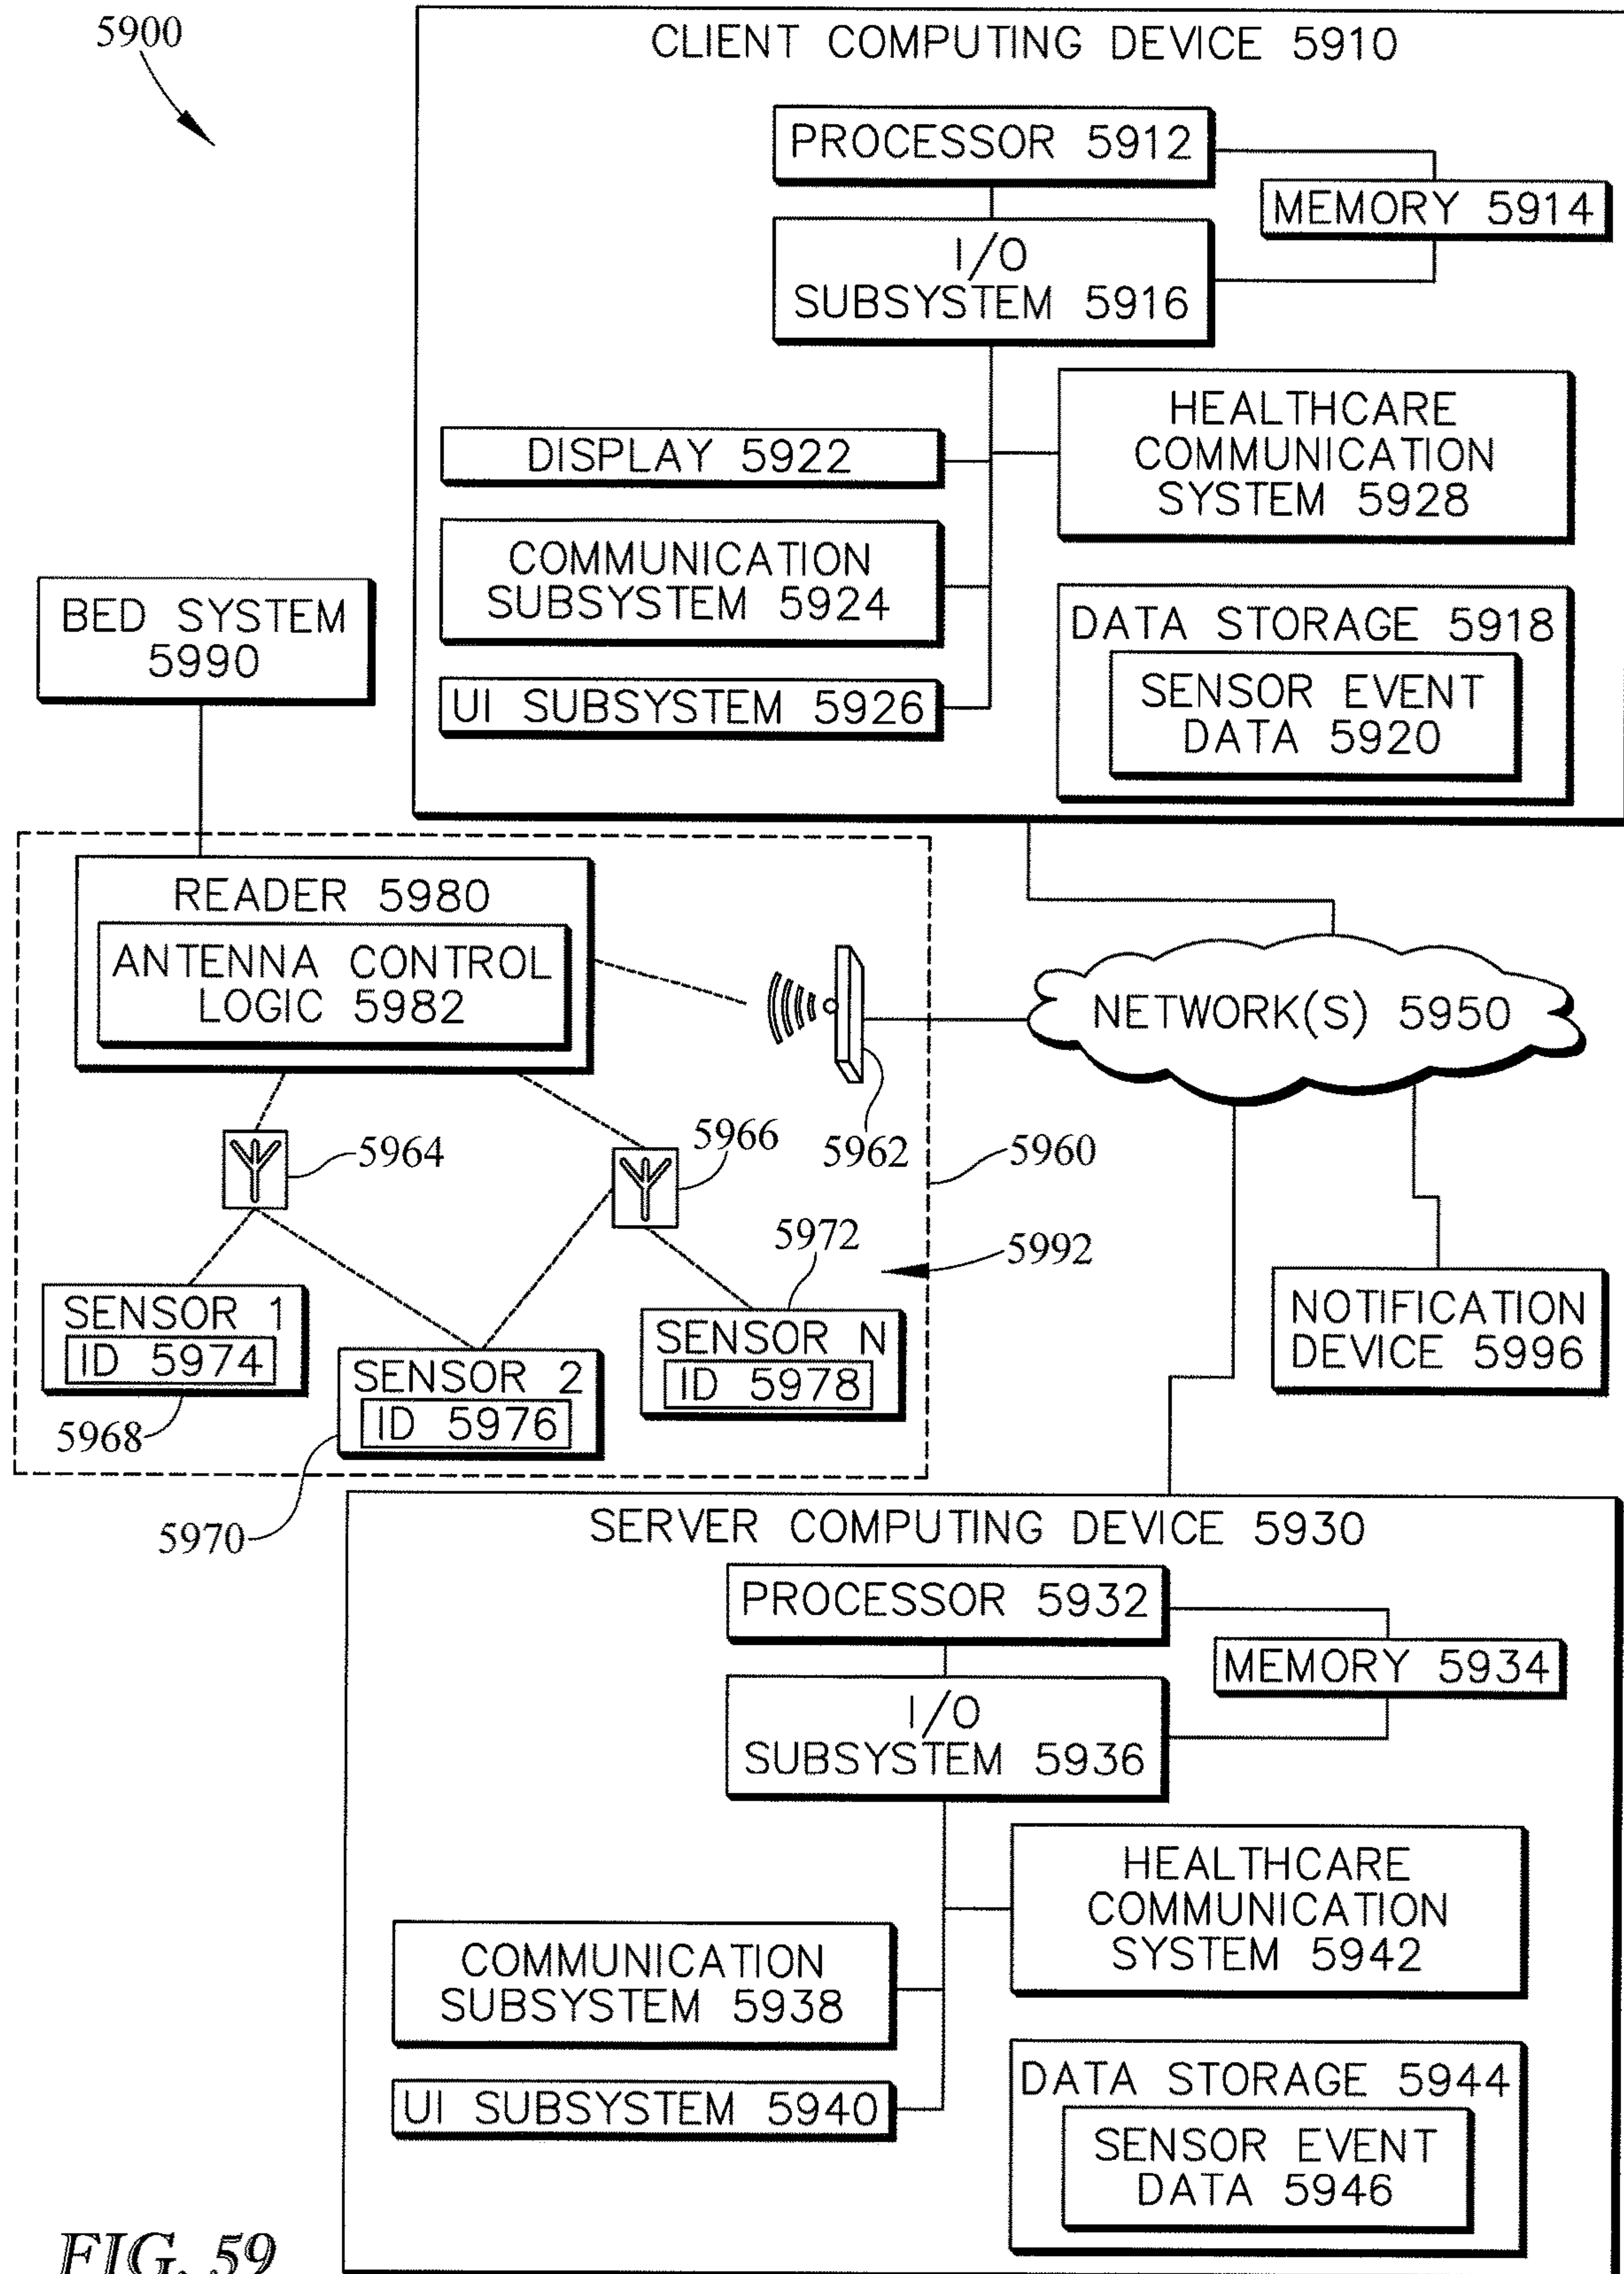 5900
CLIENT COMPUTING DEVICE 5910
PROCESSOR 5912
MEMORY 5914
I/O
SUBSYSTEM 5916
HEALTHCARE
COMMUNICATION
SYSTEM 5928
DISPLAY 5922
COMMUNICATION
SUBSYSTEM 5924
UI SUBSYSTEM 5926
DATA STORAGE 5918
SENSOR EVENT
DATA 5920
BED SYSTEM
5990
READER 5980
ANTENNA CONTROL
LOGIC 5982
NETWORK(S) 5950
5964
5966
5962
5960
5972
5992
SENSOR 1
ID 5974
5968
SENSOR 2
ID 5976
5970
SENSOR N
ID 5978
NOTIFICATION
DEVICE 5996
SERVER COMPUTING DEVICE 5930
PROCESSOR 5932
MEMORY 5934
I/O
SUBSYSTEM 5936
HEALTHCARE
COMMUNICATION
SYSTEM 5942
COMMUNICATION
SUBSYSTEM 5938
UI SUBSYSTEM 5940
DATA STORAGE 5944
SENSOR EVENT
DATA 5946
FIG. 59